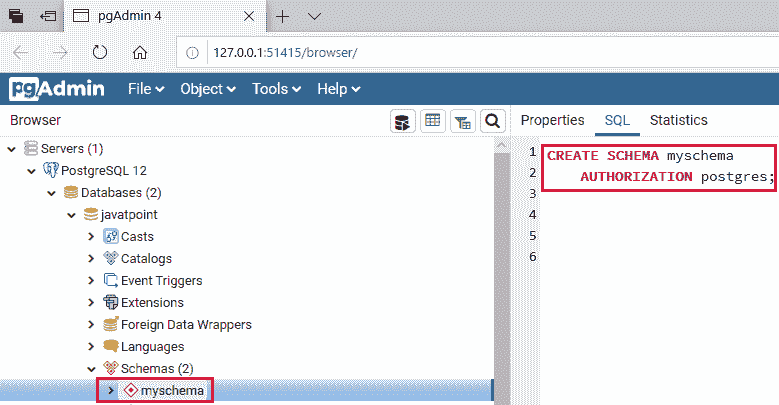 pgAdmin 4
127.0.0.1:51415/browser/
pgAdmin File Object Tools Help
Browser
Properties SQL Statistics
Servers (1)
PostgreSQL 12
Databases (2)
javatpoint
Casts
Catalogs
Event Triggers
Extensions
Foreign Data Wrappers
Languages
Schemas (2)
myschema
1 CREATE SCHEMA myschema
2 AUTHORIZATION postgres;
3
4
5
6